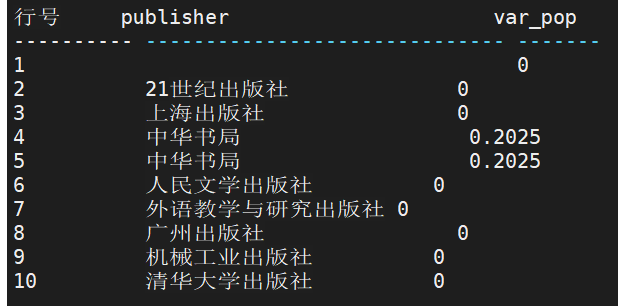 行号 publisher var_pop
---------- ------------------------------ -------
1 0
2 21世纪出版社 0
3 上海出版社 0
4 中华书局 0.2025
5 中华书局 0.2025
6 人民文学出版社 0
7 外语教学与研究出版社 0
8 广州出版社 0
9 机械工业出版社 0
10 清华大学出版社 0